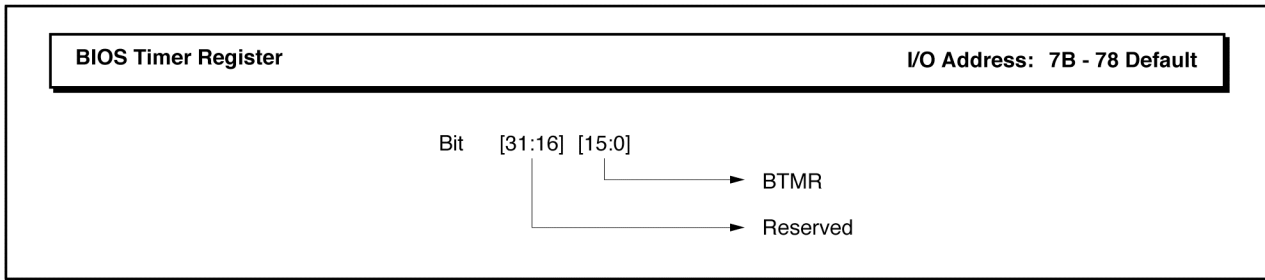 BIOS Timer Register I/O Address: 7B - 78 Default
Bit [31:16] [15:0]
BTMR
Reserved